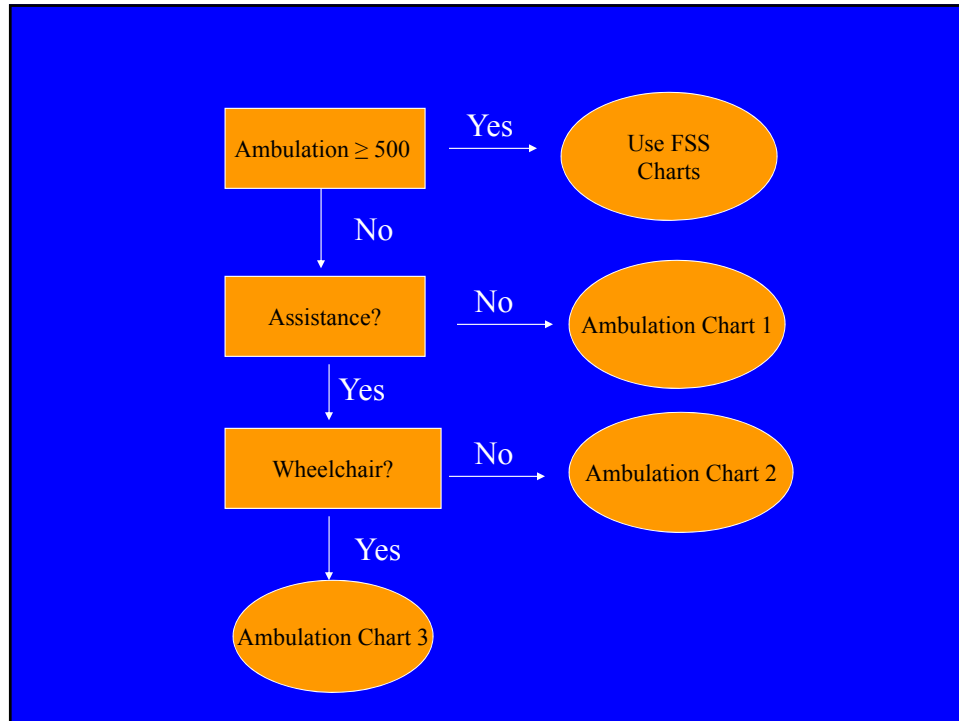 Ambulation ≥ 500
Yes
Use FSS
Charts
No
Assistance?
No
Ambulation Chart 1
Yes
Wheelchair?
No
Ambulation Chart 2
Yes
Ambulation Chart 3